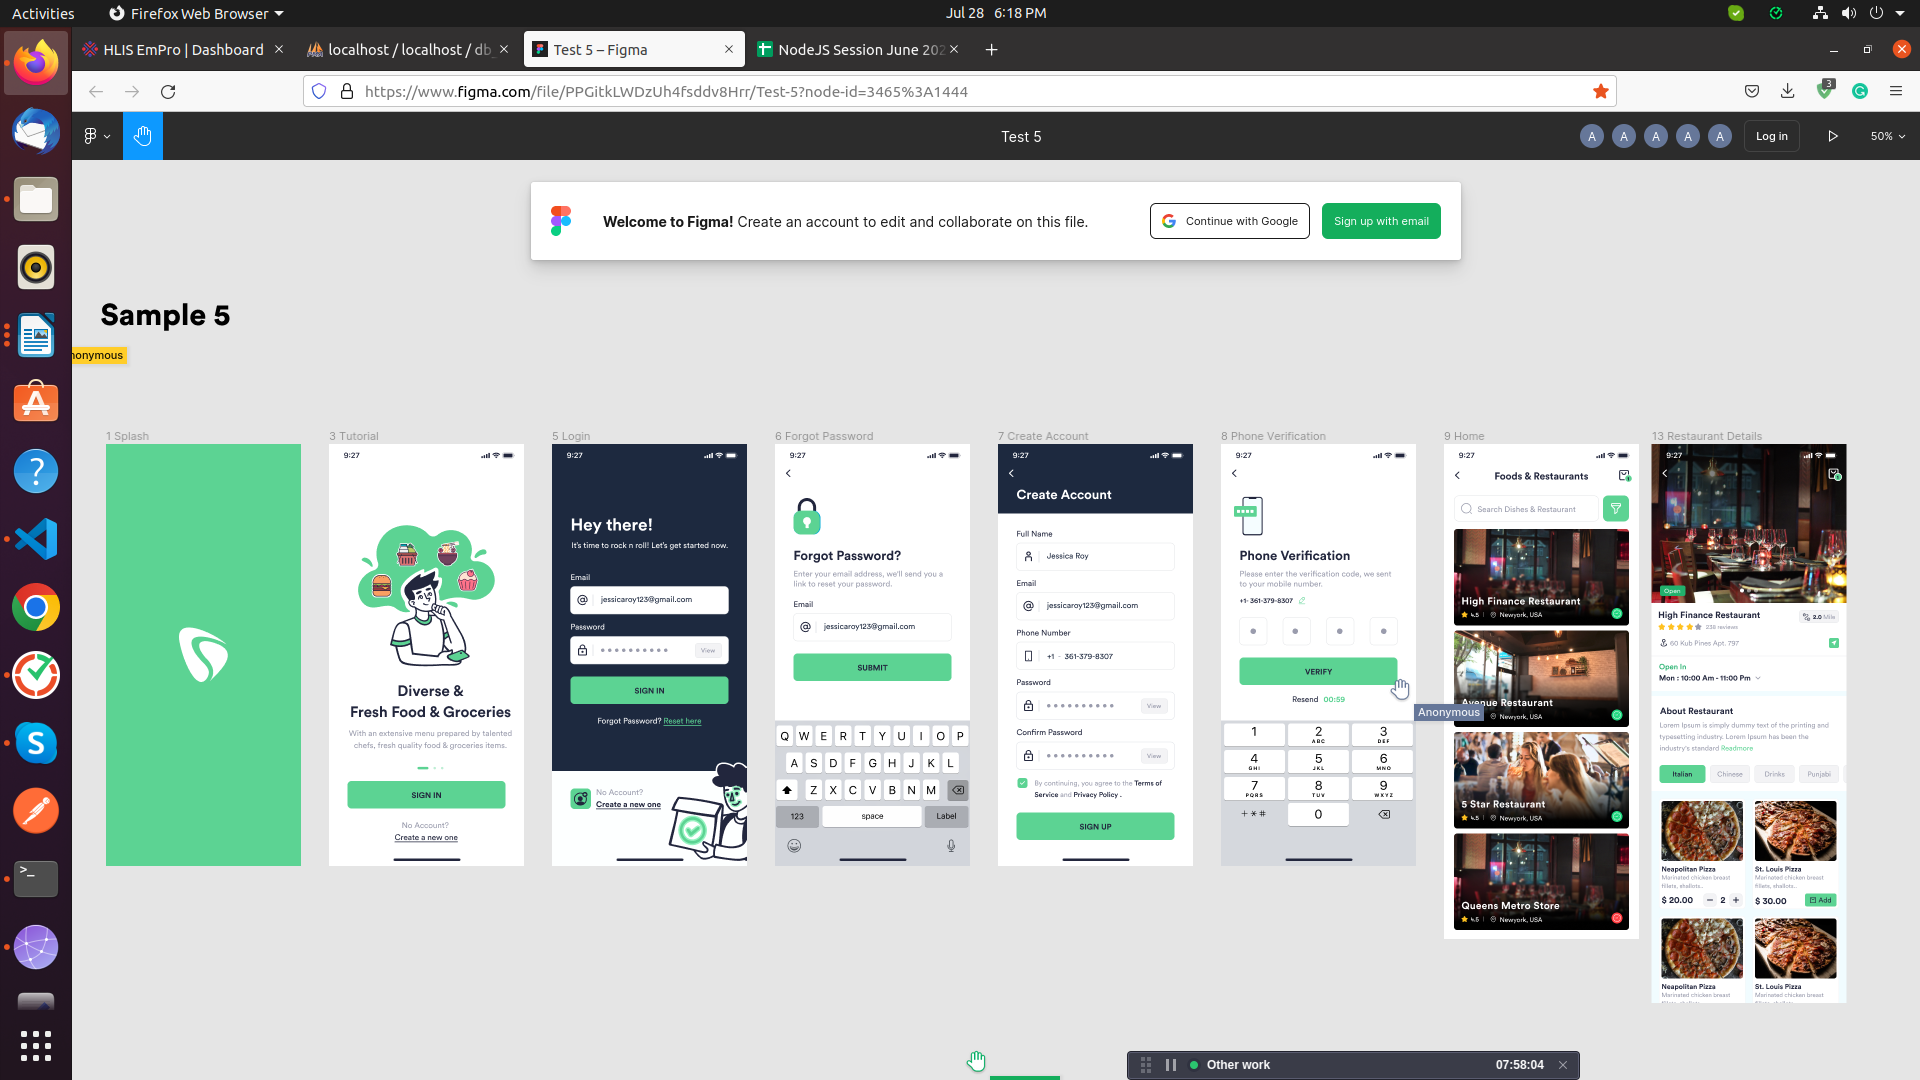 Activities
Firefox Web Browser
Jul 28 6:18 PM
HLIS EmPro | Dashboard
localhost / localhost / db_
Test 5 – Figma
NodeJS Session June 202
https://www.figma.com/file/PPGitkLWDzUh4fsddv8Hrr/Test-5?node-id=3465%3A1444
3
Test 5
A A A A A
Log in
50%
Welcome to Figma! Create an account to edit and collaborate on this file.
Continue with Google
Sign up with email
Sample 5
nonymous
1 Splash
3 Tutorial
9:27
Diverse &
Fresh Food & Groceries
With an extensive menu prepared by talented
chefs, fresh quality food & groceries items.
SIGN IN
No Account?
Create a new one
5 Login
9:27
Hey there!
It's time to rock n roll! Let's get started now.
Email
jessicaroy123@gmail.com
Password
View
SIGN IN
Forgot Password? Reset here
No Account?
Create a new one
6 Forgot Password
9:27
Forgot Password?
Enter your email address, we'll send you a
link to reset your password.
Email
jessicaroy123@gmail.com
SUBMIT
Q W E R T Y U I O P
A S D F G H J K L
Z X C V B N M
123
space
Label
7 Create Account
9:27
Create Account
Full Name
Jessica Roy
Email
jessicaroy123@gmail.com
Phone Number
+1 - 361-379-8307
Password
View
Confirm Password
View
By continuing, you agree to the Terms of
Service and Privacy Policy .
SIGN UP
8 Phone Verification
9:27
Phone Verification
Please enter the verification code, we sent
to your mobile number.
+1- 361-379-8307
VERIFY
Resend 00:59
1 2 3
ABC DEF
4 5 6
GHI JKL MNO
7 8 9
PQRS TUV WXYZ
+ * # 0
Anonymous
9 Home
9:27
Foods & Restaurants
Search Dishes & Restaurant
High Finance Restaurant
4.5 | Newyork, USA
Avenue Restaurant
Newyork, USA
5 Star Restaurant
4.5 | Newyork, USA
Queens Metro Store
4.5 | Newyork, USA
13 Restaurant Details
9:27
Open
High Finance Restaurant
2.0 Mile
236 reviews
60 Kub Pines Apt. 797
Open In
Mon : 10:00 Am - 11:00 Pm
About Restaurant
Lorem Ipsum is simply dummy text of the printing and
typesetting industry. Lorem Ipsum has been the
industry's standard Readmore
Italian
Chinese
Drinks
Punjabi
Neapolitan Pizza
Marinated chicken breast
fillets, shallots..
$ 20.00
2
St. Louis Pizza
Marinated chicken breast
fillets, shallots..
$ 30.00
Add
Neapolitan Pizza
Marinated chicken breast
St. Louis Pizza
Marinated chicken breast
Other work
07:58:04